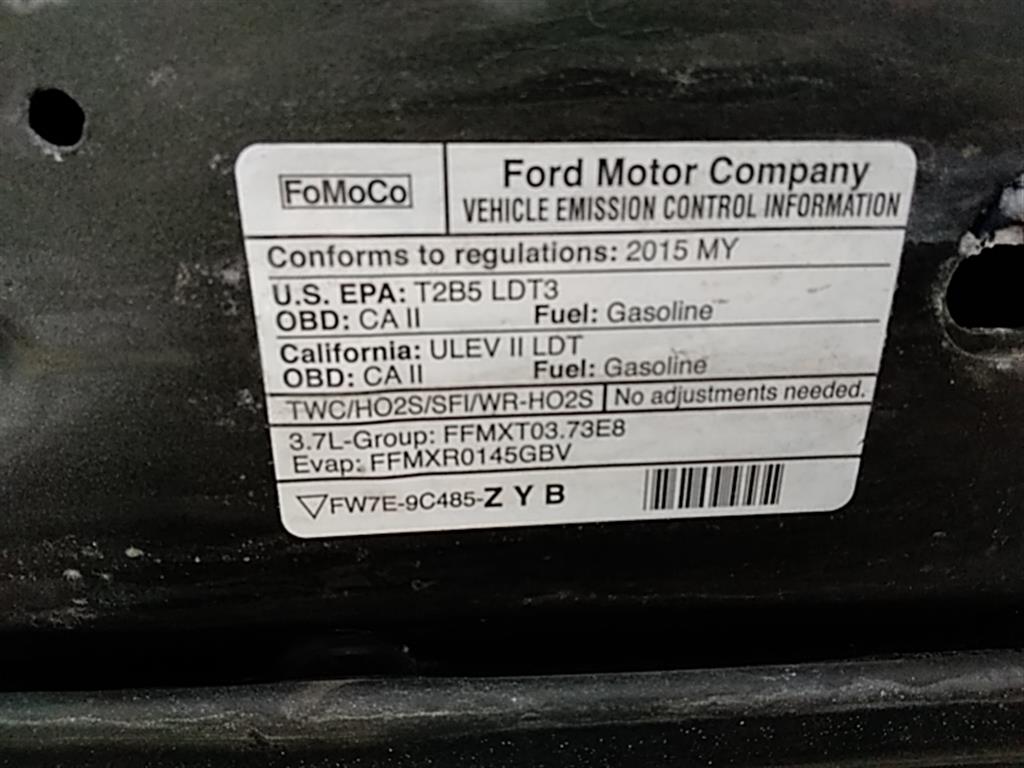 FoMoCo
Ford Motor Company
VEHICLE EMISSION CONTROL INFORMATION
Conforms to regulations: 2015 MY
U.S. EPA: T2B5 LDT3
OBD: CA II Fuel: Gasoline
California: ULEV II LDT
OBD: CA II Fuel: Gasoline
TWC/HO2S/SFI/WR-HO2S No adjustments needed.
3.7L-Group: FFMXT03.73E8
Evap: FFMXR0145GBV
FW7E-9C485-Z Y B